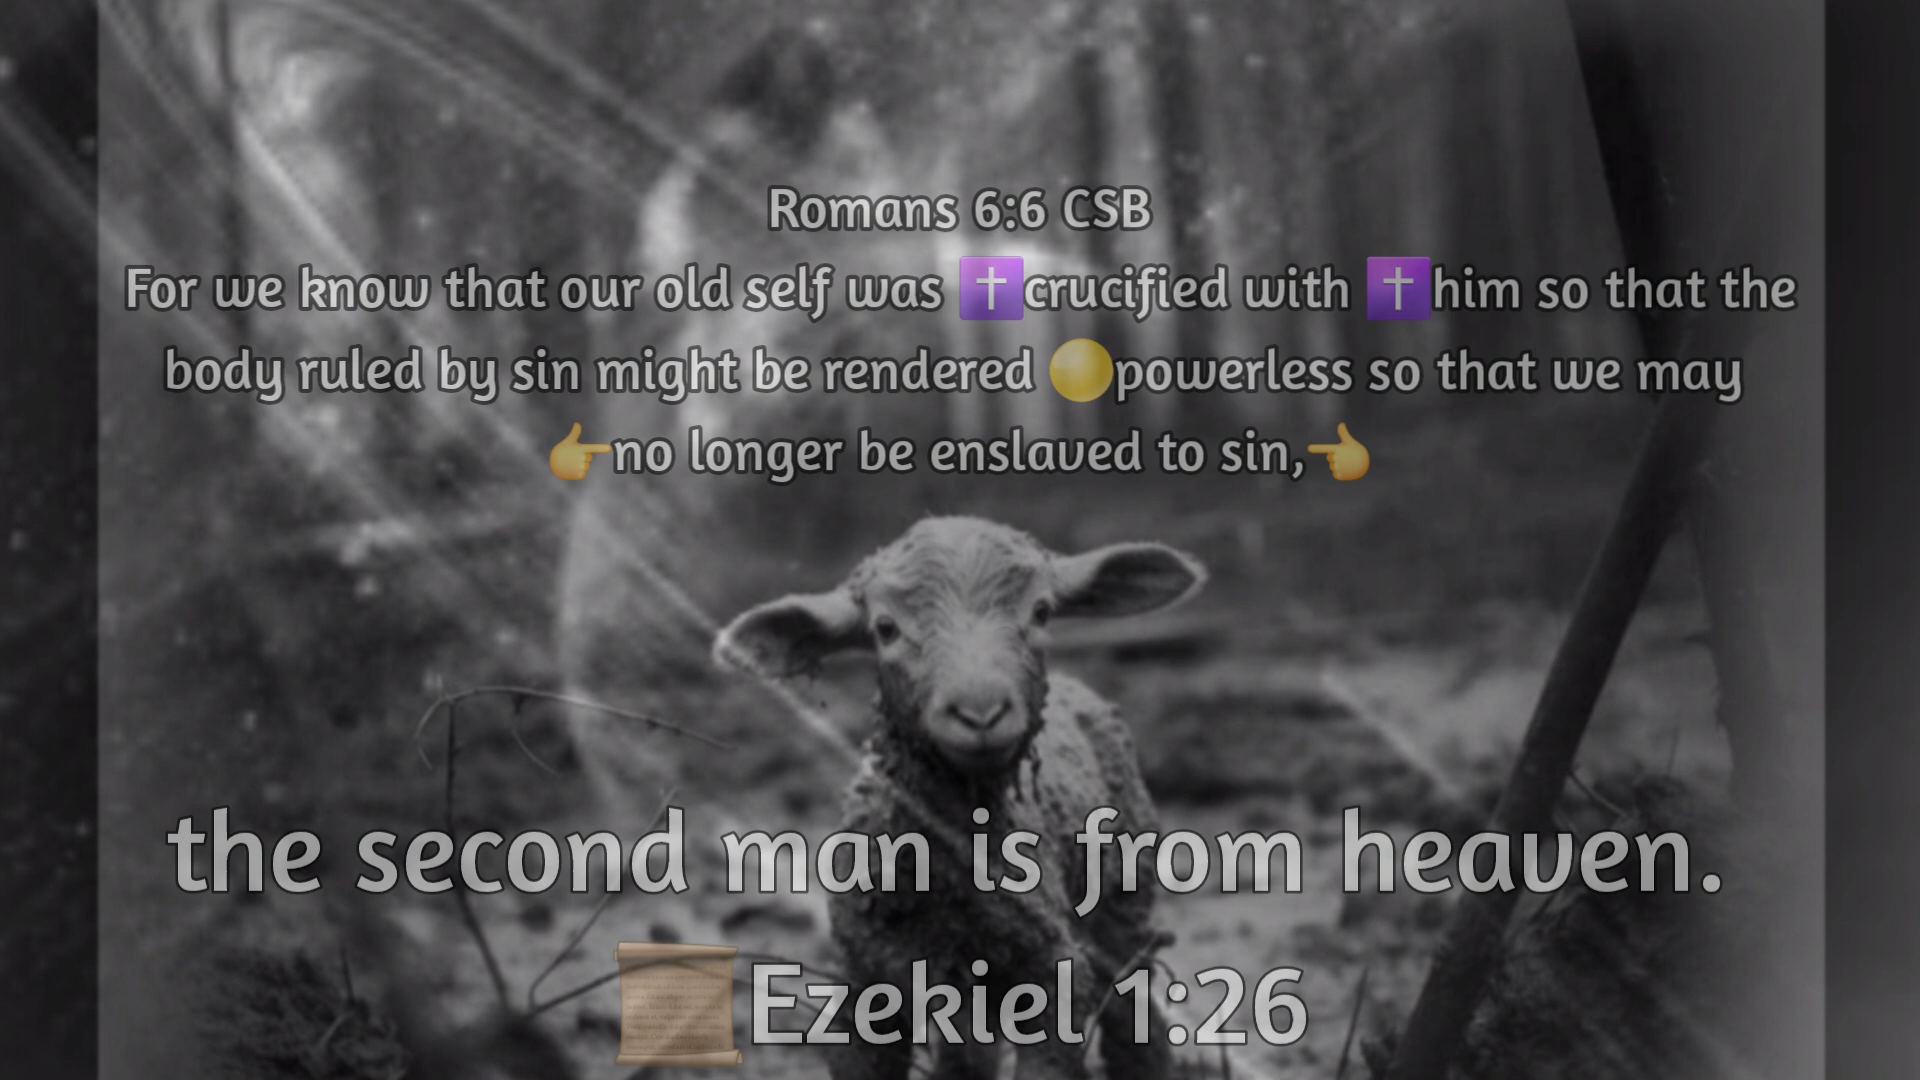 Romans 6:6 CSB
For we know that our old self was ✝️crucified with ✝️him so that the
body ruled by sin might be rendered 🟡powerless so that we may
👉no longer be enslaved to sin,👈
the second man is from heaven.
📜Ezekiel 1:26